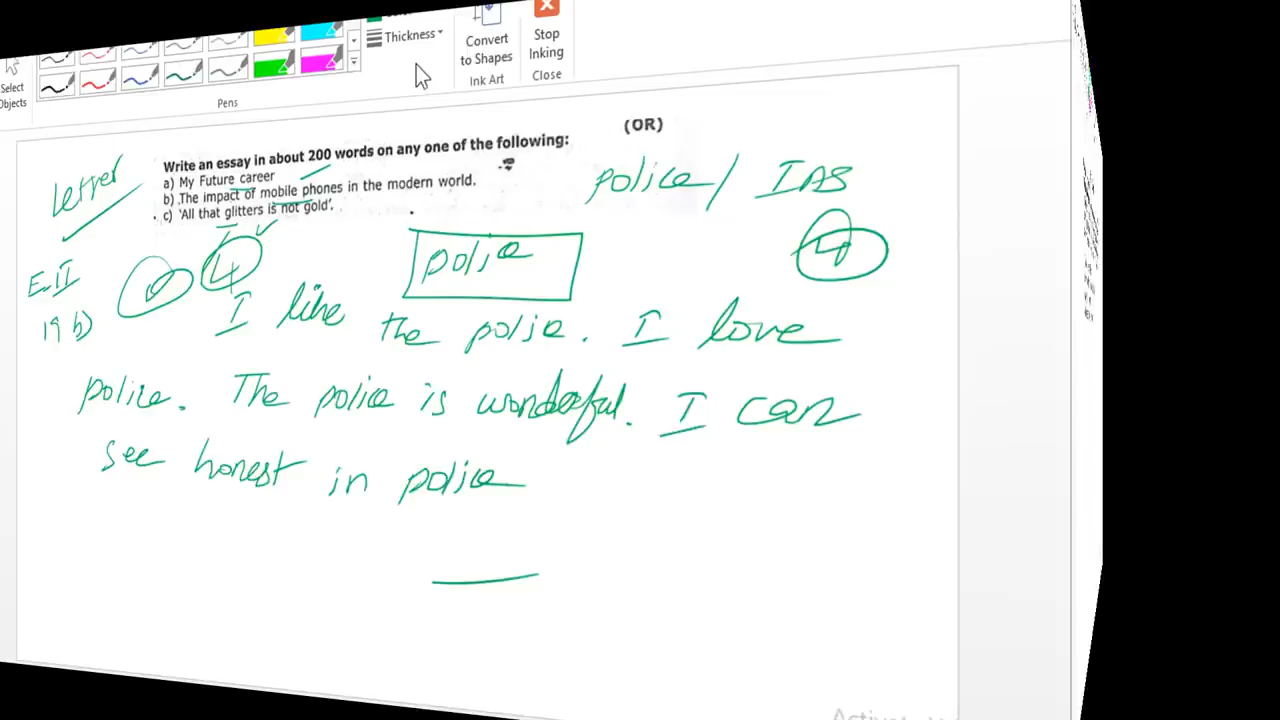 Select
Objects
Thickness
Convert
to Shapes
Stop
Inking
Ink Art
Close
Pens
(OR)
Write an essay in about 200 words on any one of the following:
a) My Future career
b) .The impact of mobile phones in the modern world.
c) 'All that glitters is not gold'.
letter
police/ IAS
E.II
19 b)
4
police
4
I like the police. I love
police. The police is wonderful. I can
see honest in police